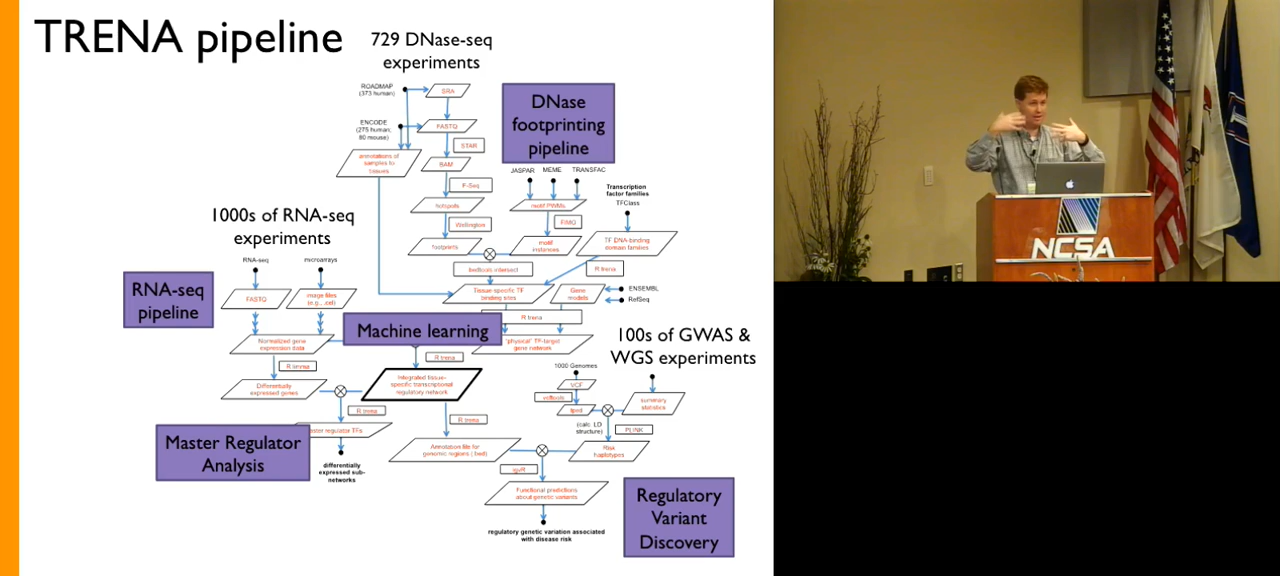 TRENA pipeline
729 DNase-seq
experiments
ROADMAP
(373 human)
SRA
ENCODE
(275 human;
80 mouse)
FASTQ
STAR
annotations of
samples to
tissues
BAM
F-Seq
hotspots
Wellington
footprints
DNase
footprinting
pipeline
JASPAR MEME TRANSFAC
motif PWMs
FIMO
motif
instances
Transcription
factor families
TFClass
TF DNA-binding
domain families
bedtools intersect
R trena
Tissue specific TF
binding sites
Gene
models
ENSEMBL
RefSeq
R trena
"physical" TF-target
gene network
1000s of RNA-seq
experiments
RNA-seq
microarrays
RNA-seq
pipeline
FASTQ
image files
(e.g., .cel)
Normalized gene
expression data
Machine learning
R limma
R trena
Differentially
expressed genes
Integrated tissue-
specific transcriptional
regulatory network
R trena
R trena
Master Regulator
Analysis
differentially
expressed sub-
networks
Annotation file for
genomic regions (.bed)
100s of GWAS &
WGS experiments
1000 Genomes
VCF
vcftools
summary
statistics
(calc LD
structure)
PLINK
Risk
haplotypes
igvR
Functional predictions
about genetic variants
regulatory genetic variation associated
with disease risk
Regulatory
Variant
Discovery
NCSA